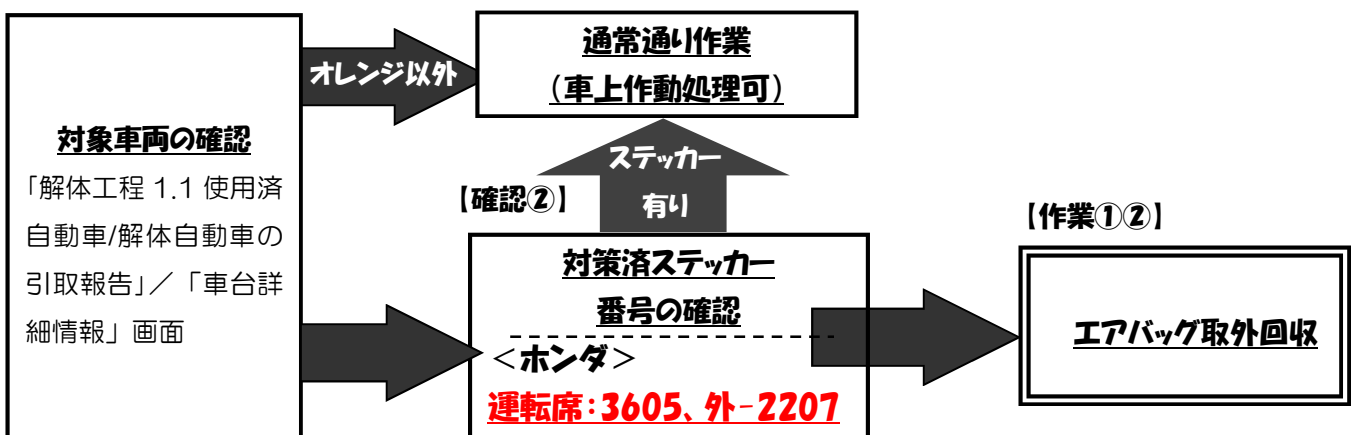 対象車両の確認
「解体工程 1.1 使用済
自動車/解体自動車の
引取報告」／「車台詳
細情報」画面
オレンジ以外
通常通り作業
(車上作動処理可)
ステッカー
有り
【確認②】
対策済ステッカー
番号の確認
＜ホンダ＞
運転席：3605、外-2207
【作業①②】
エアバッグ取外回収